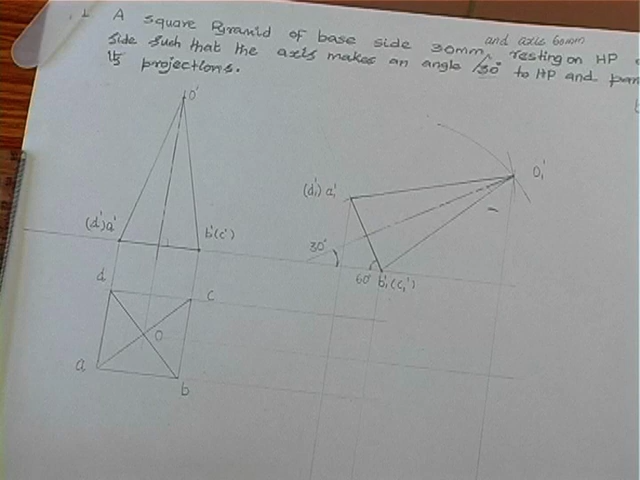 1. A square Pyramid of base side 30mm and axis 60mm resting on HP
side such that the axis makes an angle 30° to HP and
its projections.
o'
(d')a' b'(c')
d c
o
a b
(d₁')a₁' o₁'
30°
60° b₁'(c₁')